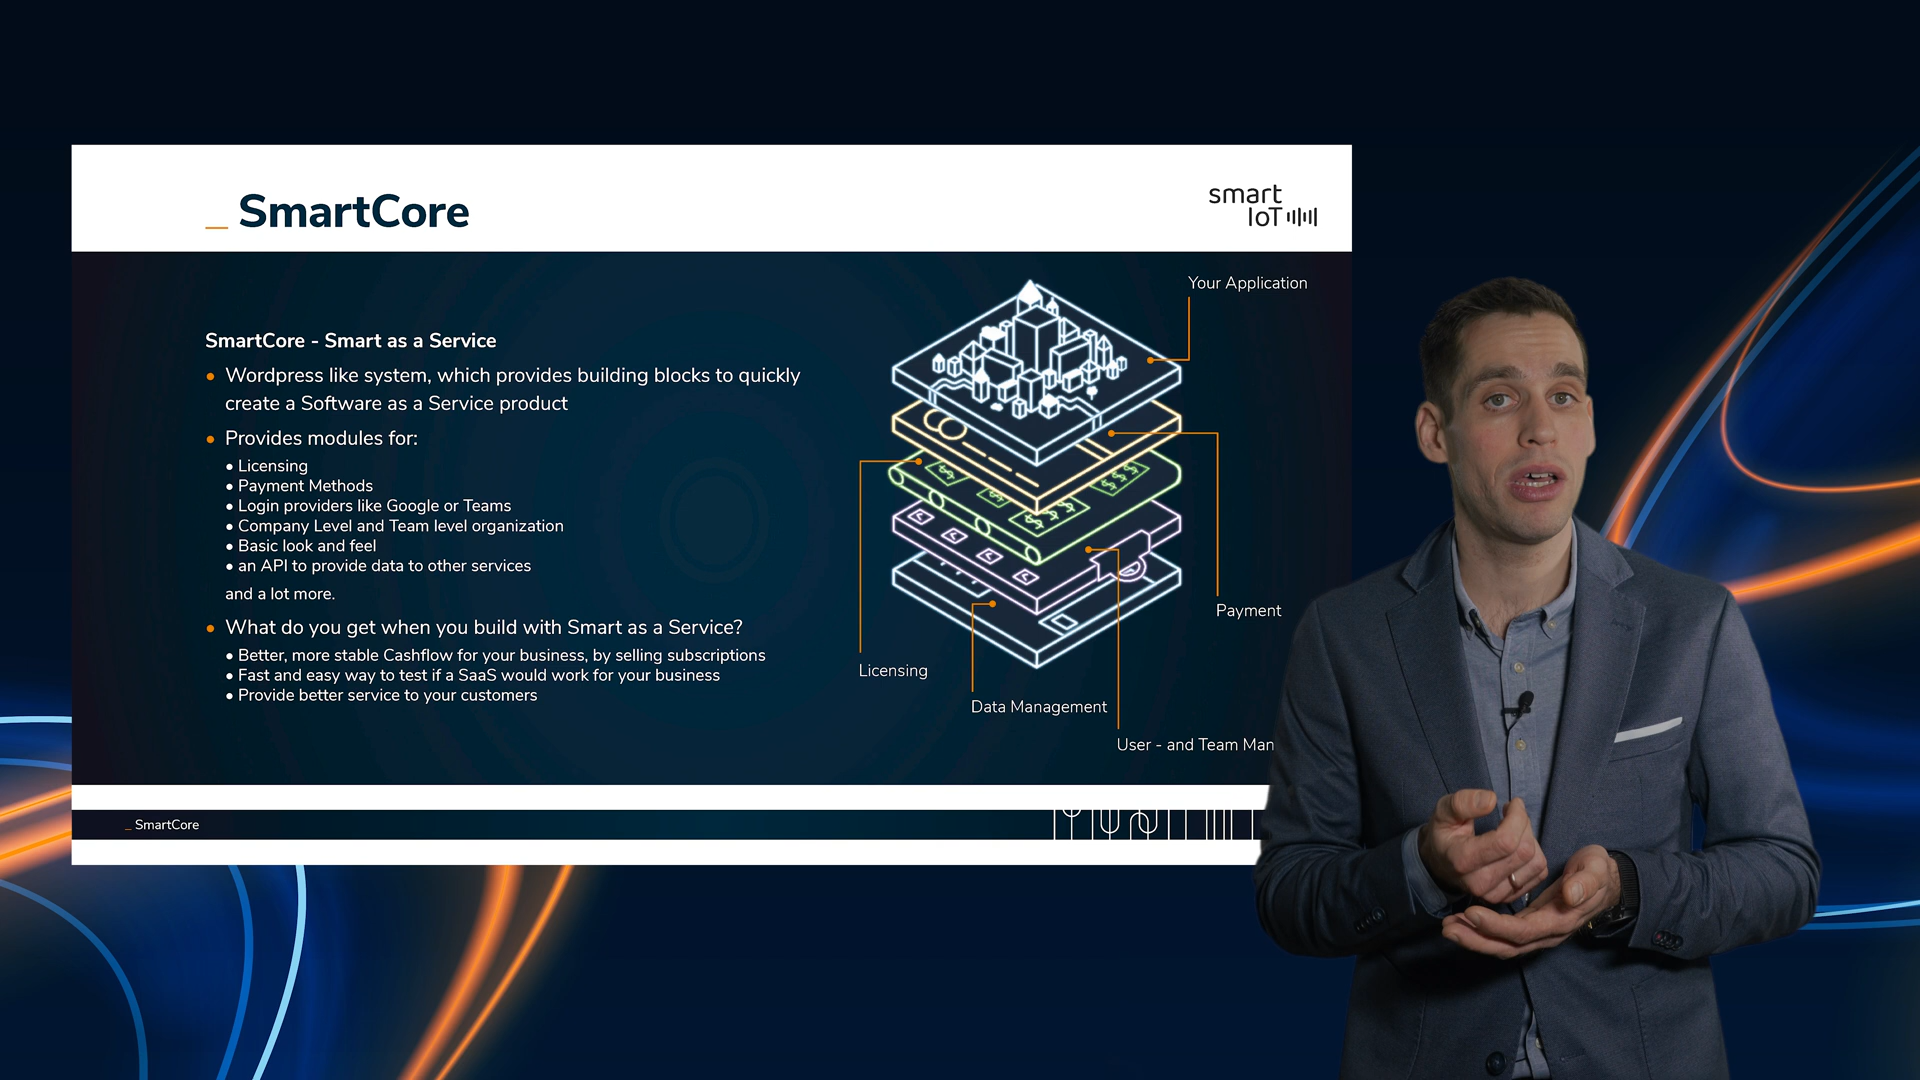 _ SmartCore
smart
IoT
SmartCore - Smart as a Service
• Wordpress like system, which provides building blocks to quickly
create a Software as a Service product
• Provides modules for:
• Licensing
• Payment Methods
• Login providers like Google or Teams
• Company Level and Team level organization
• Basic look and feel
• an API to provide data to other services
and a lot more.
• What do you get when you build with Smart as a Service?
• Better, more stable Cashflow for your business, by selling subscriptions
• Fast and easy way to test if a SaaS would work for your business
• Provide better service to your customers
Your Application
Payment
Licensing
Data Management
User - and Team Man
_ SmartCore